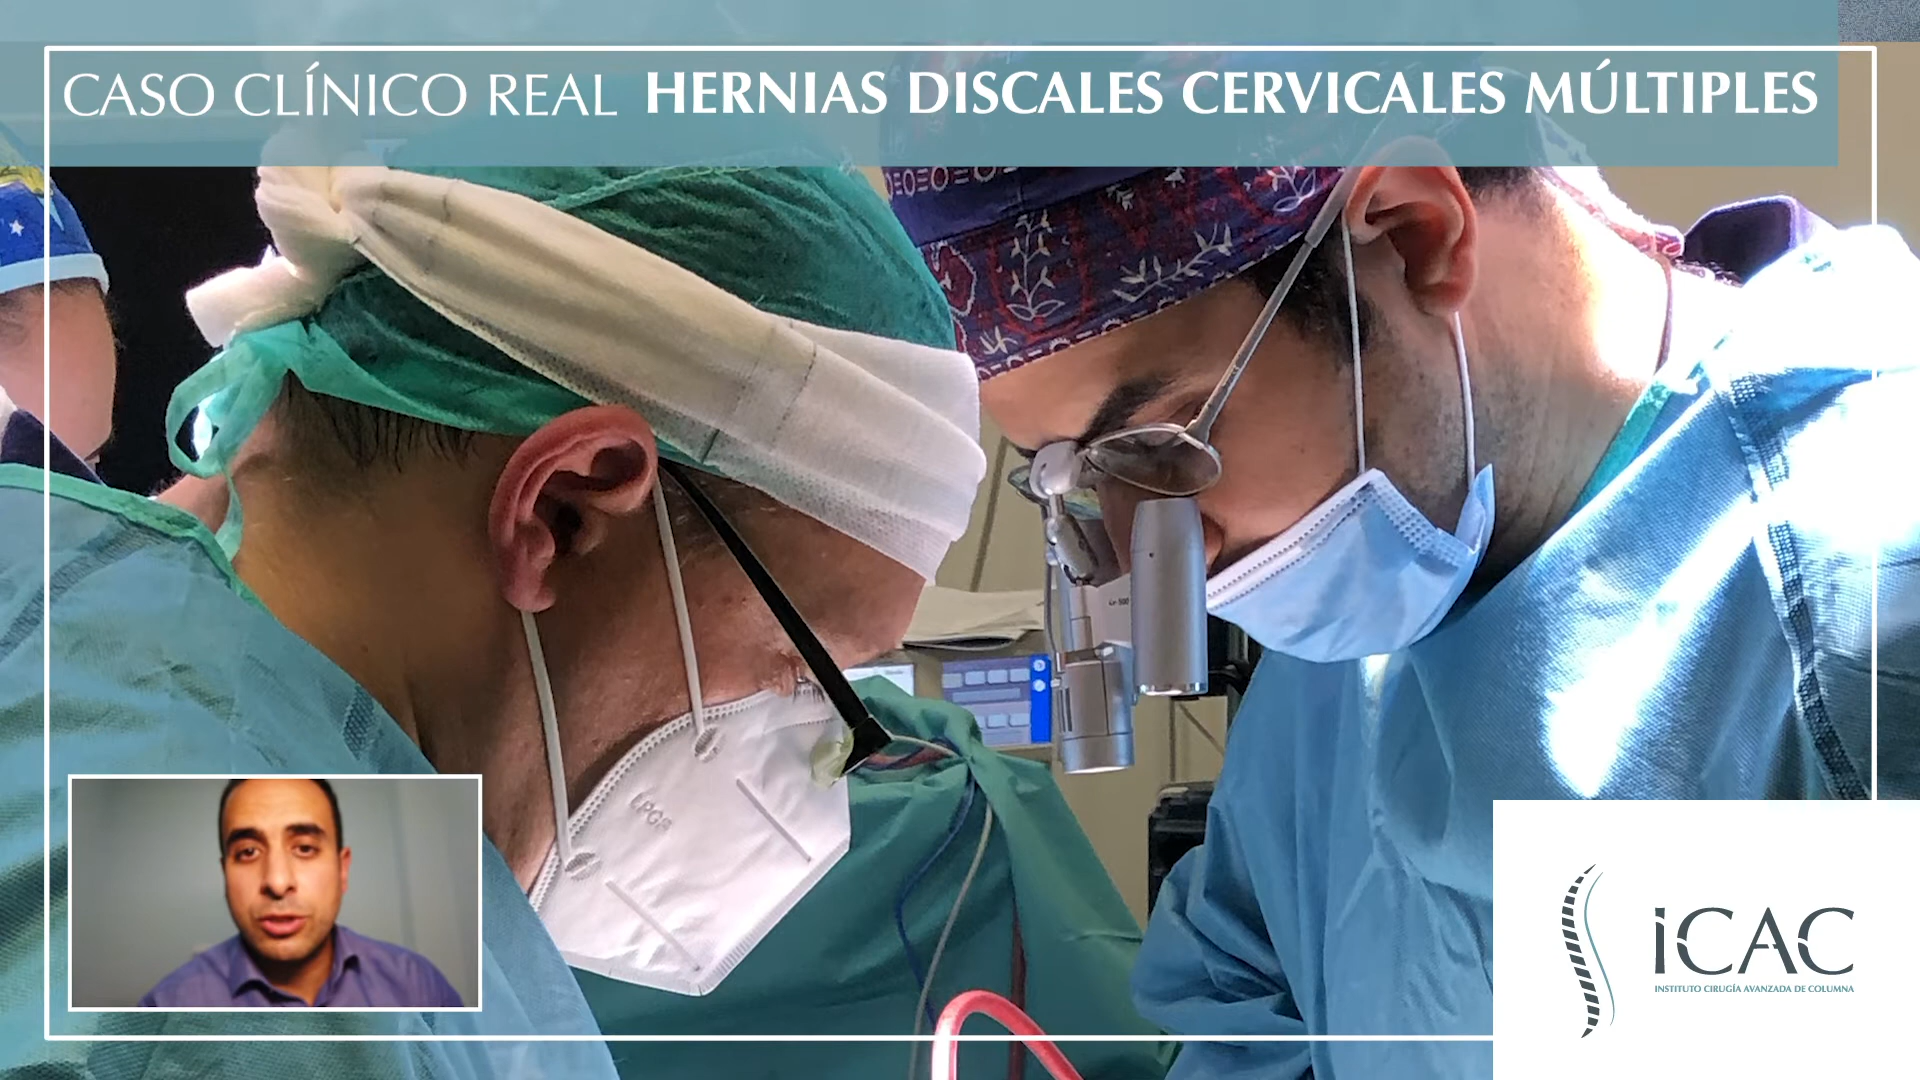 CASO CLÍNICO REAL HERNIAS DISCALES CERVICALES MÚLTIPLES
iCAC
INSTITUTO CIRUGÍA AVANZADA DE COLUMNA